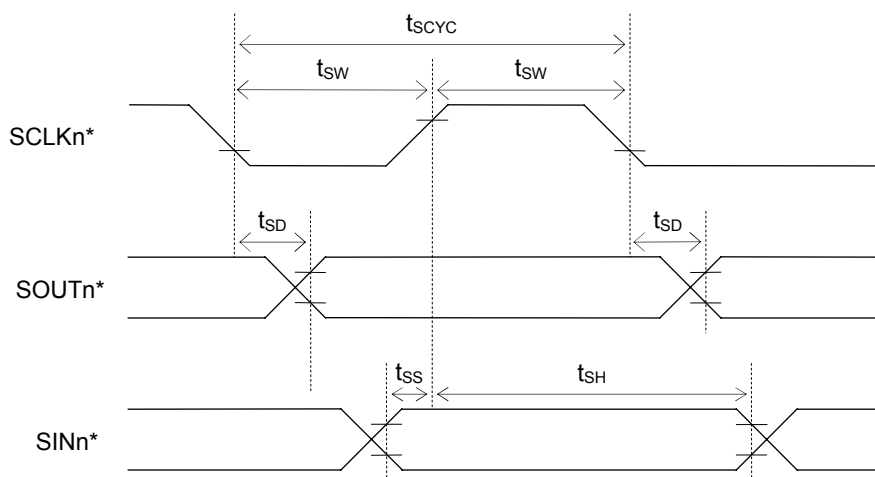 tSCYC
tSW tSW
SCLKn*
tSD tSD
SOUTn*
tSS tSH
SINn*